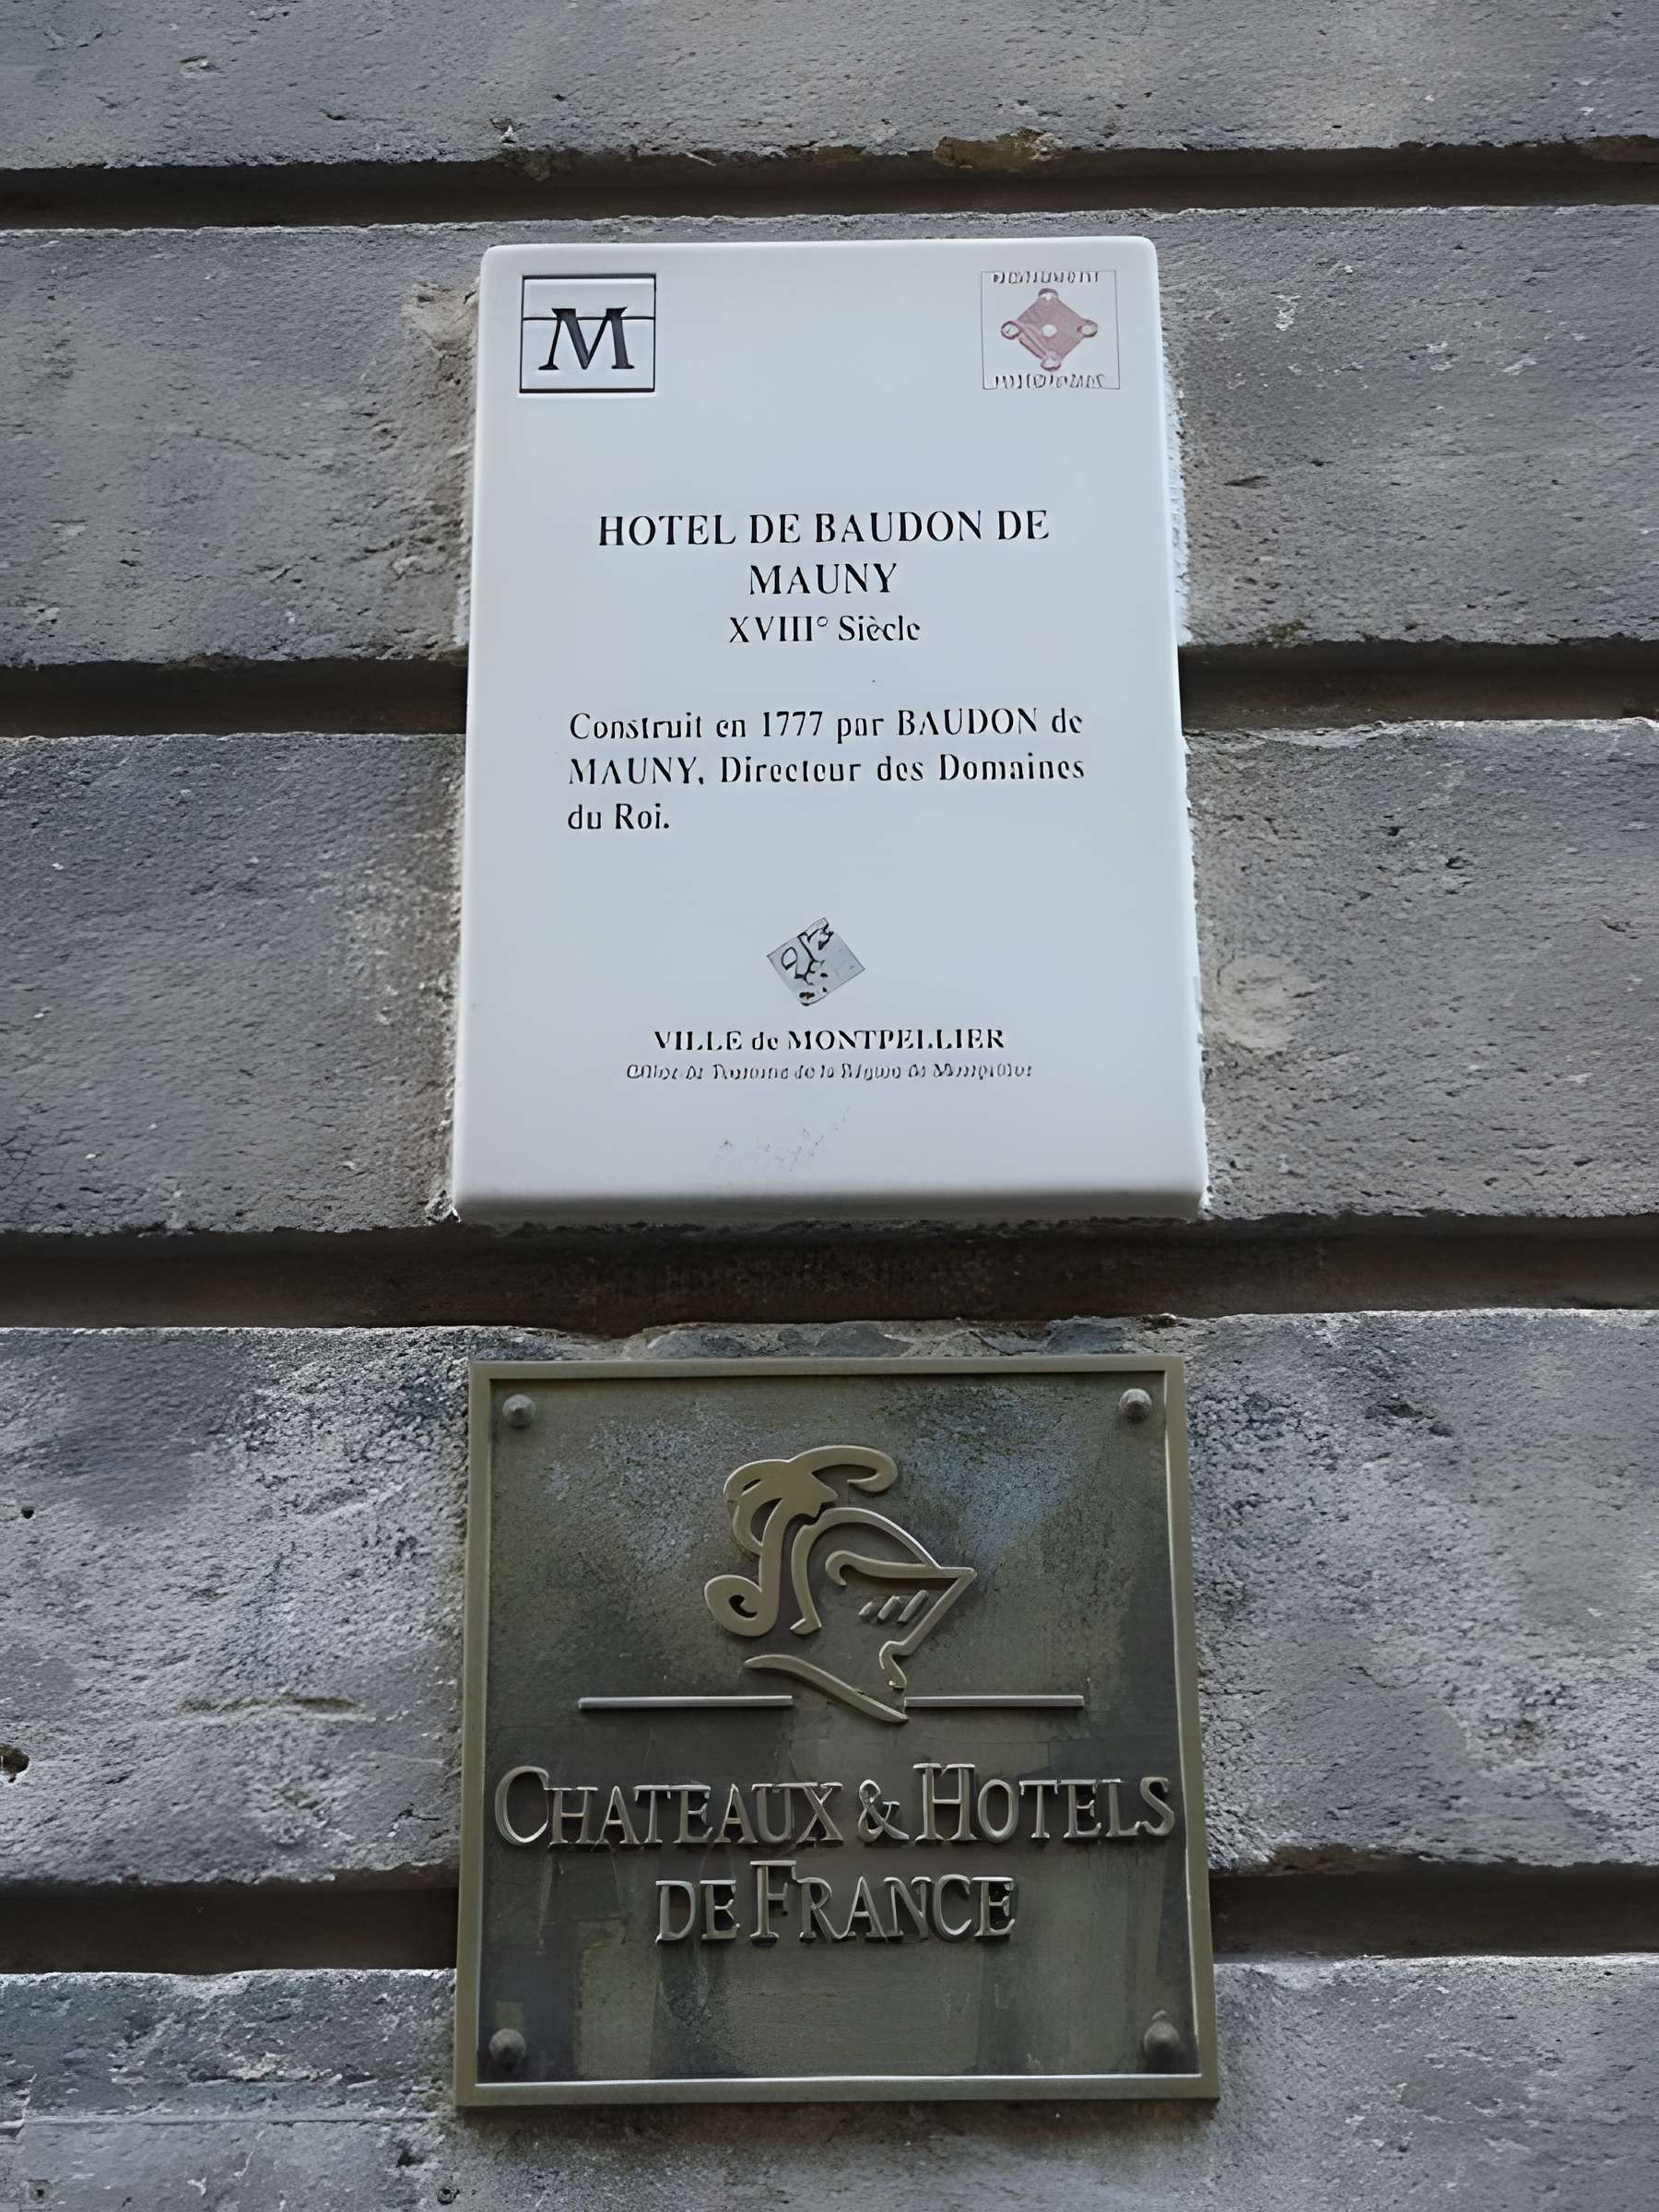 M
HOTEL DE BAUDON DE
MAUNY
XVIII° Siècle
Construit en 1777 par BAUDON de
MAUNY, Directeur des Domaines
du Roi.
VILLE de MONTPELLIER
CHATEAUX & HOTELS
DE FRANCE